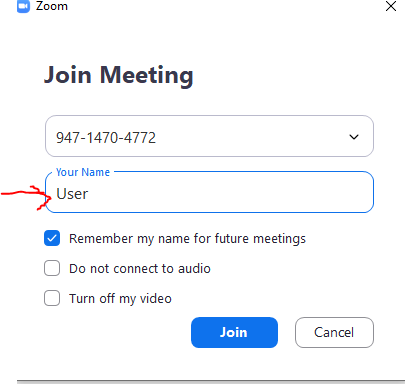 Zoom
Join Meeting
947-1470-4772
Your Name
User
Remember my name for future meetings
Do not connect to audio
Turn off my video
Join Cancel